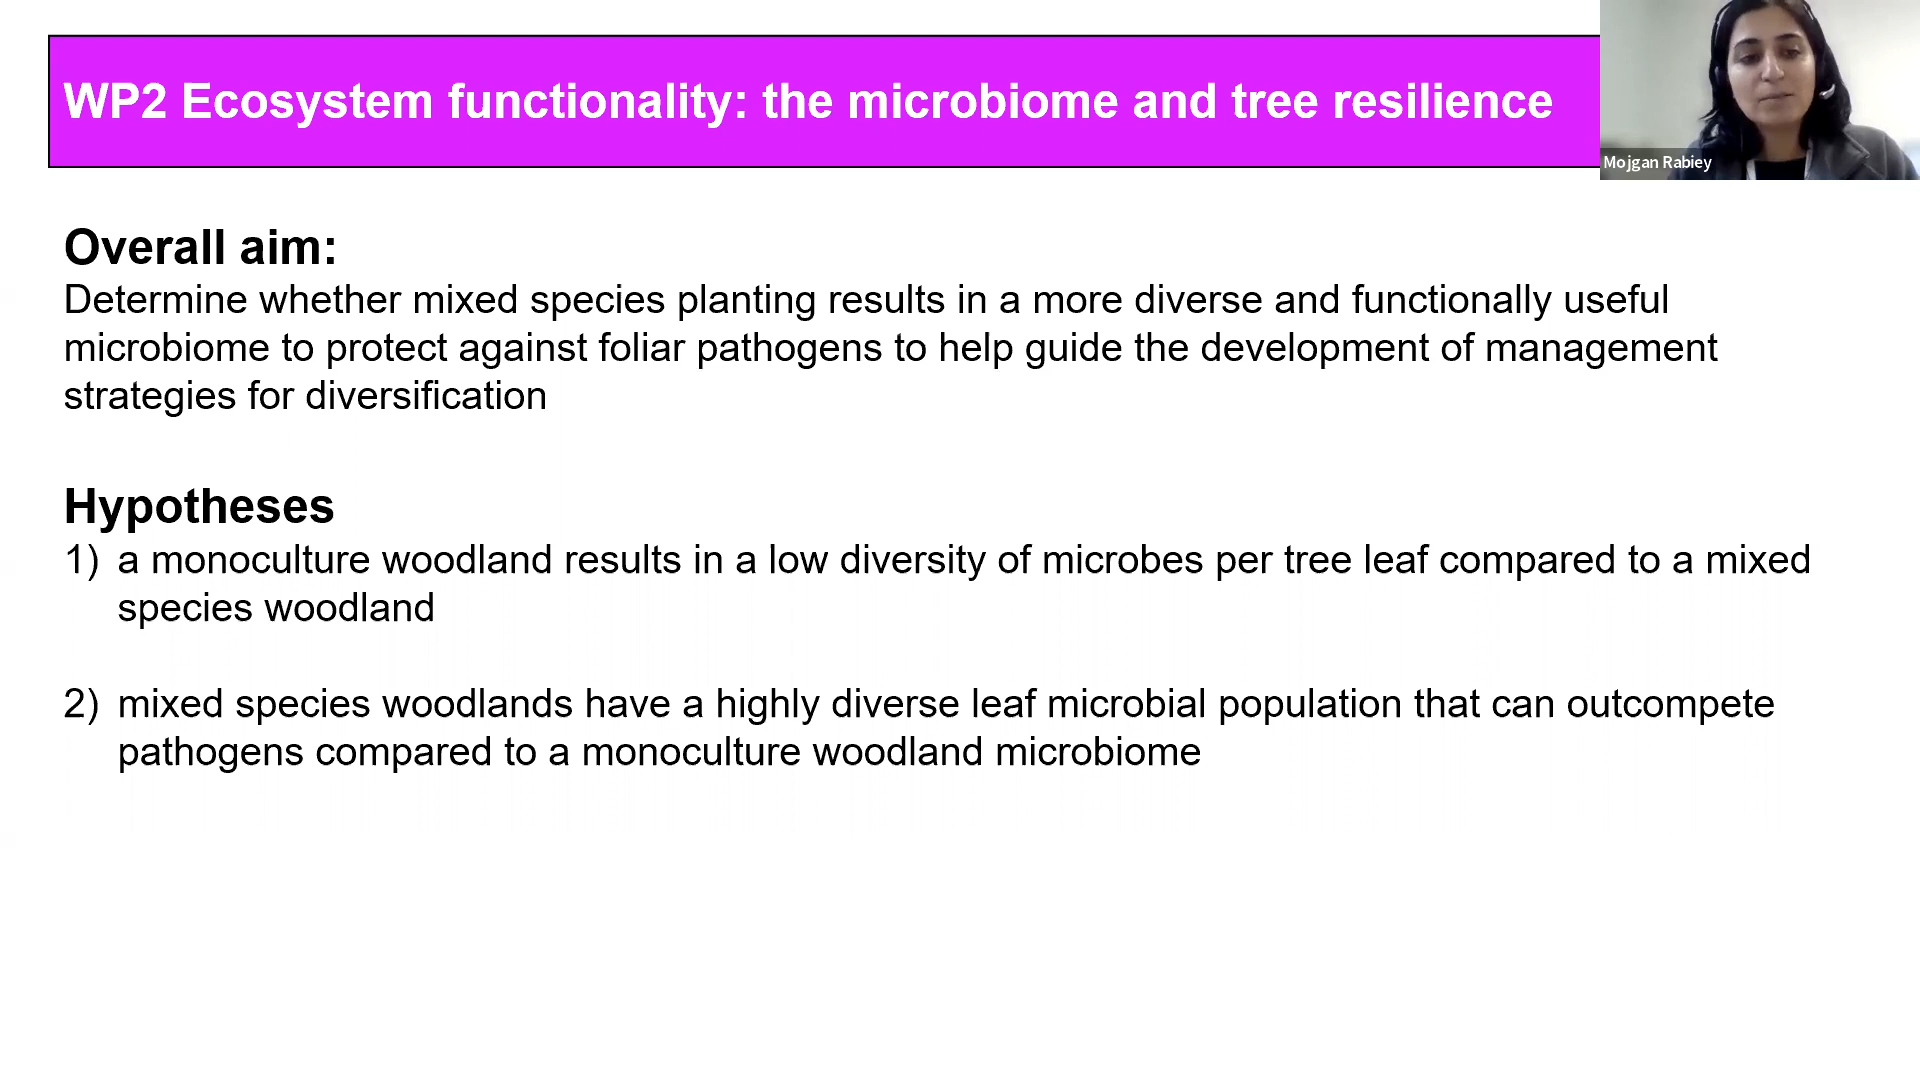 WP2 Ecosystem functionality: the microbiome and tree resilience
Mojgan Rabiey
Overall aim:
Determine whether mixed species planting results in a more diverse and functionally useful
microbiome to protect against foliar pathogens to help guide the development of management
strategies for diversification
Hypotheses
1) a monoculture woodland results in a low diversity of microbes per tree leaf compared to a mixed
species woodland
2) mixed species woodlands have a highly diverse leaf microbial population that can outcompete
pathogens compared to a monoculture woodland microbiome